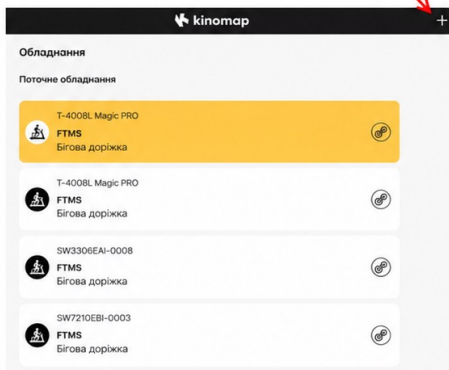 kinomap
Обладнання
Поточне обладнання
T-4008L Magic PRO
FTMS
Бігова доріжка
T-4008L Magic PRO
FTMS
Бігова доріжка
SW3306EAI-0008
FTMS
Бігова доріжка
SW7210EBI-0003
FTMS
Бігова доріжка